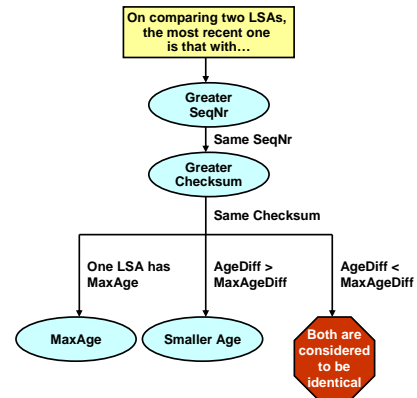 On comparing two LSAs,
the most recent one
is that with…
Greater
SeqNr
Same SeqNr
Greater
Checksum
Same Checksum
One LSA has
MaxAge
AgeDiff >
MaxAgeDiff
AgeDiff <
MaxAgeDiff
MaxAge
Smaller Age
Both are
considered
to be
identical